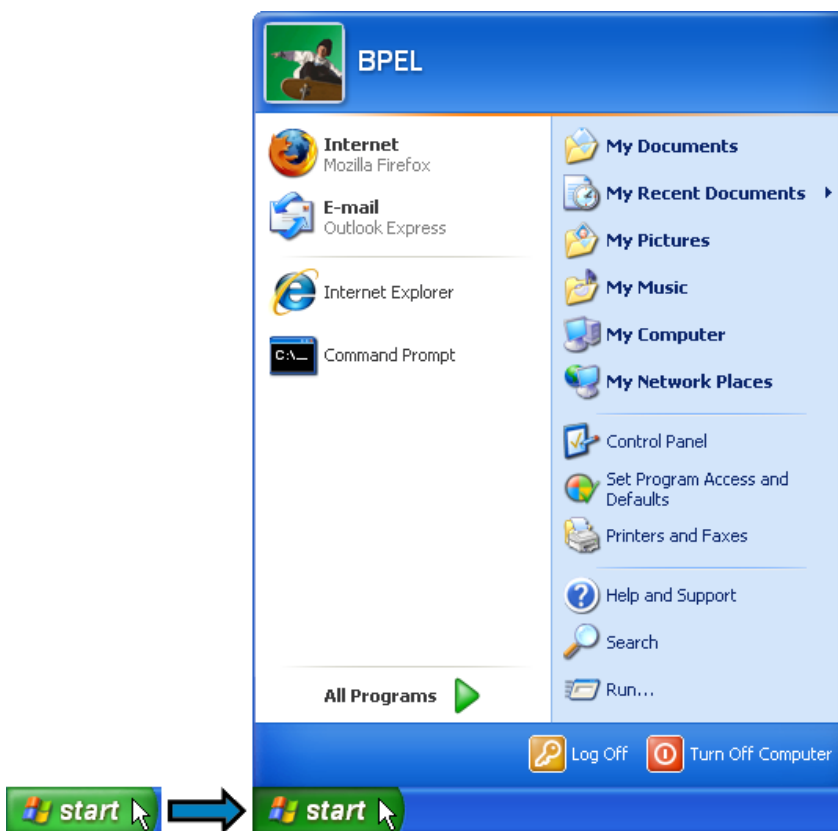 BPEL
Internet
Mozilla Firefox
E-mail
Outlook Express
Internet Explorer
C:\_
Command Prompt
All Programs
My Documents
My Recent Documents
My Pictures
My Music
My Computer
My Network Places
Control Panel
Set Program Access and
Defaults
Printers and Faxes
Help and Support
Search
Run...
Log Off
Turn Off Computer
start
start